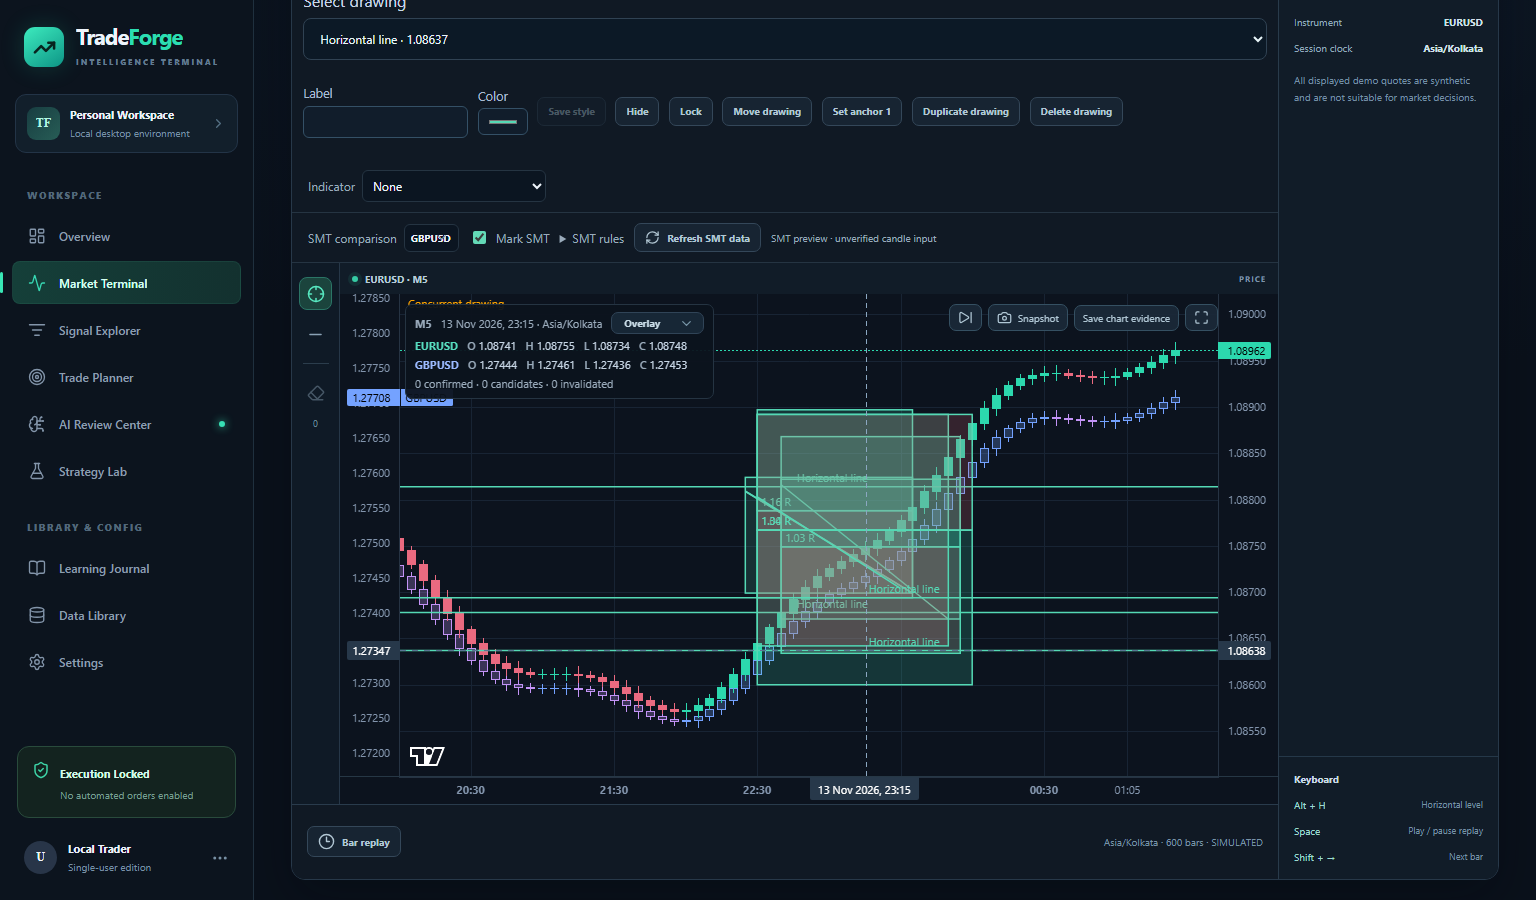 TradeForge
INTELLIGENCE TERMINAL
TF
Personal Workspace
Local desktop environment
WORKSPACE
Overview
Market Terminal
Signal Explorer
Trade Planner
AI Review Center
Strategy Lab
LIBRARY & CONFIG
Learning Journal
Data Library
Settings
Execution Locked
No automated orders enabled
U
Local Trader
Single-user edition
Select drawing
Horizontal line · 1.08637
Label
Color
Save style
Hide
Lock
Move drawing
Set anchor 1
Duplicate drawing
Delete drawing
Indicator
None
SMT comparison
GBPUSD
Mark SMT
SMT rules
Refresh SMT data
SMT preview · unverified candle input
EURUSD · M5
PRICE
0
Concurrent drawing
M5 13 Nov 2026, 23:15 · Asia/Kolkata
Overlay
EURUSD O 1.08741 H 1.08755 L 1.08734 C 1.08748
GBPUSD O 1.27444 H 1.27461 L 1.27436 C 1.27453
0 confirmed · 0 candidates · 0 invalidated
Snapshot
Save chart evidence
1.27850
1.27800
1.27750
1.27708
GBPUSD
1.27650
1.27600
1.27550
1.27500
1.27450
1.27400
1.27347
1.27300
1.27250
1.27200
Horizontal line
1.16 R
1.03 R
Horizontal line
Horizontal line
Horizontal line
1.09000
1.08962
1.08950
1.08900
1.08850
1.08800
1.08750
1.08700
1.08650
1.08638
1.08600
1.08550
20:30
21:30
22:30
13 Nov 2026, 23:15
00:30
01:05
Bar replay
Asia/Kolkata · 600 bars · SIMULATED
Instrument
EURUSD
Session clock
Asia/Kolkata
All displayed demo quotes are synthetic
and are not suitable for market decisions.
Keyboard
Alt + H
Horizontal level
Space
Play / pause replay
Shift + →
Next bar